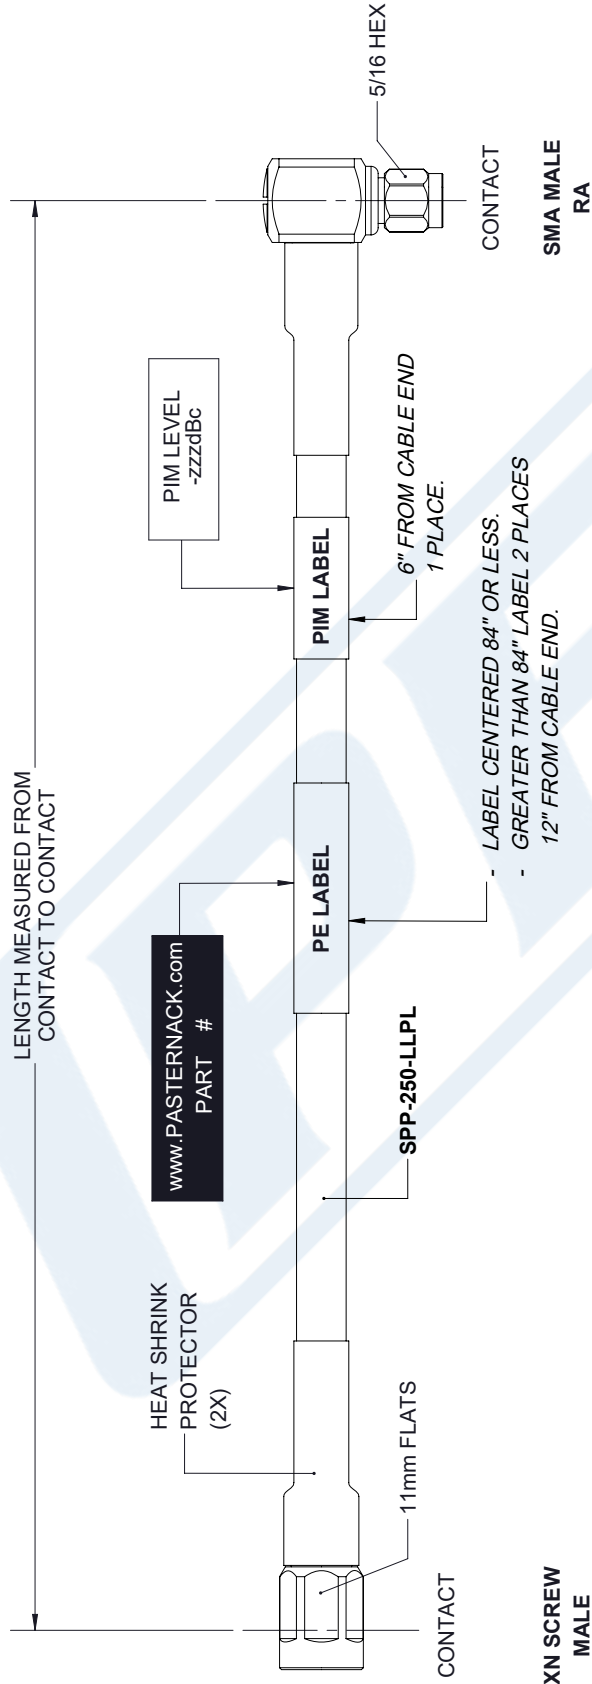 LENGTH MEASURED FROM
CONTACT TO CONTACT
HEAT SHRINK
PROTECTOR
(2X)
www.PASTERNACK.com
PART #
PIM LEVEL
-zzzdBc
5/16 HEX
PE LABEL
PIM LABEL
11mm FLATS
SPP-250-LLPL
6" FROM CABLE END
1 PLACE.
- LABEL CENTERED 84" OR LESS.
- GREATER THAN 84" LABEL 2 PLACES
12" FROM CABLE END.
CONTACT
CONTACT
XN SCREW
MALE
SMA MALE
RA